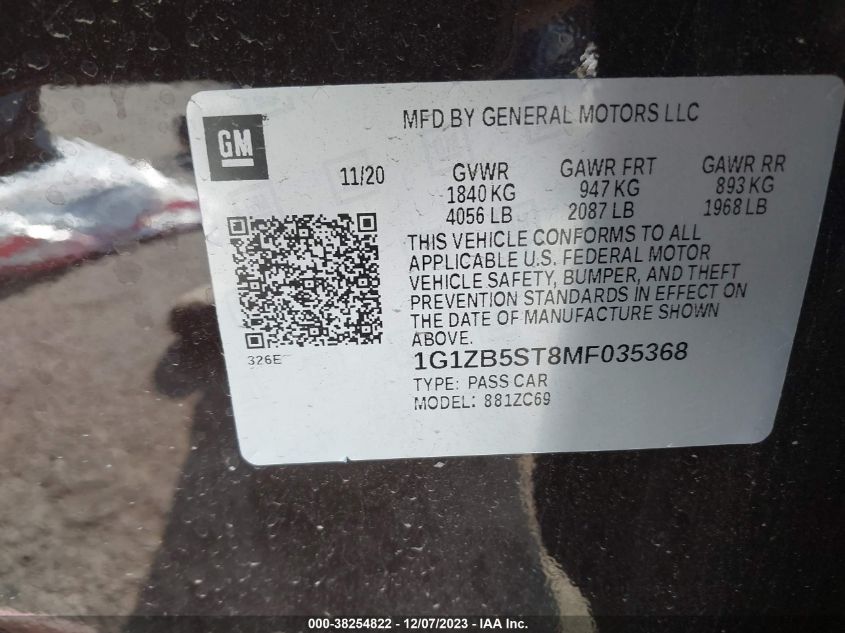 GM
MFD BY GENERAL MOTORS LLC
11/20 GVWR GAWR FRT GAWR RR
1840 KG 947 KG 893 KG
4056 LB 2087 LB 1968 LB
THIS VEHICLE CONFORMS TO ALL
APPLICABLE U.S. FEDERAL MOTOR
VEHICLE SAFETY, BUMPER, AND THEFT
PREVENTION STANDARDS IN EFFECT ON
THE DATE OF MANUFACTURE SHOWN
ABOVE.
326E
1G1ZB5ST8MF035368
TYPE: PASS CAR
MODEL: 881ZC69
000-38254822 - 12/07/2023 - IAA Inc.